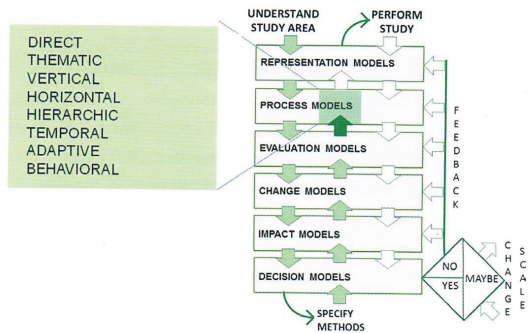 UNDERSTAND
STUDY AREA
PERFORM
STUDY
DIRECT
THEMATIC
VERTICAL
HORIZONTAL
HIERARCHIC
TEMPORAL
ADAPTIVE
BEHAVIORAL
REPRESENTATION MODELS
PROCESS MODELS
EVALUATION MODELS
CHANGE MODELS
IMPACT MODELS
DECISION MODELS
FEEDBACK
NO
YES
MAYBE
CHANGE
SCALE
SPECIFY
METHODS